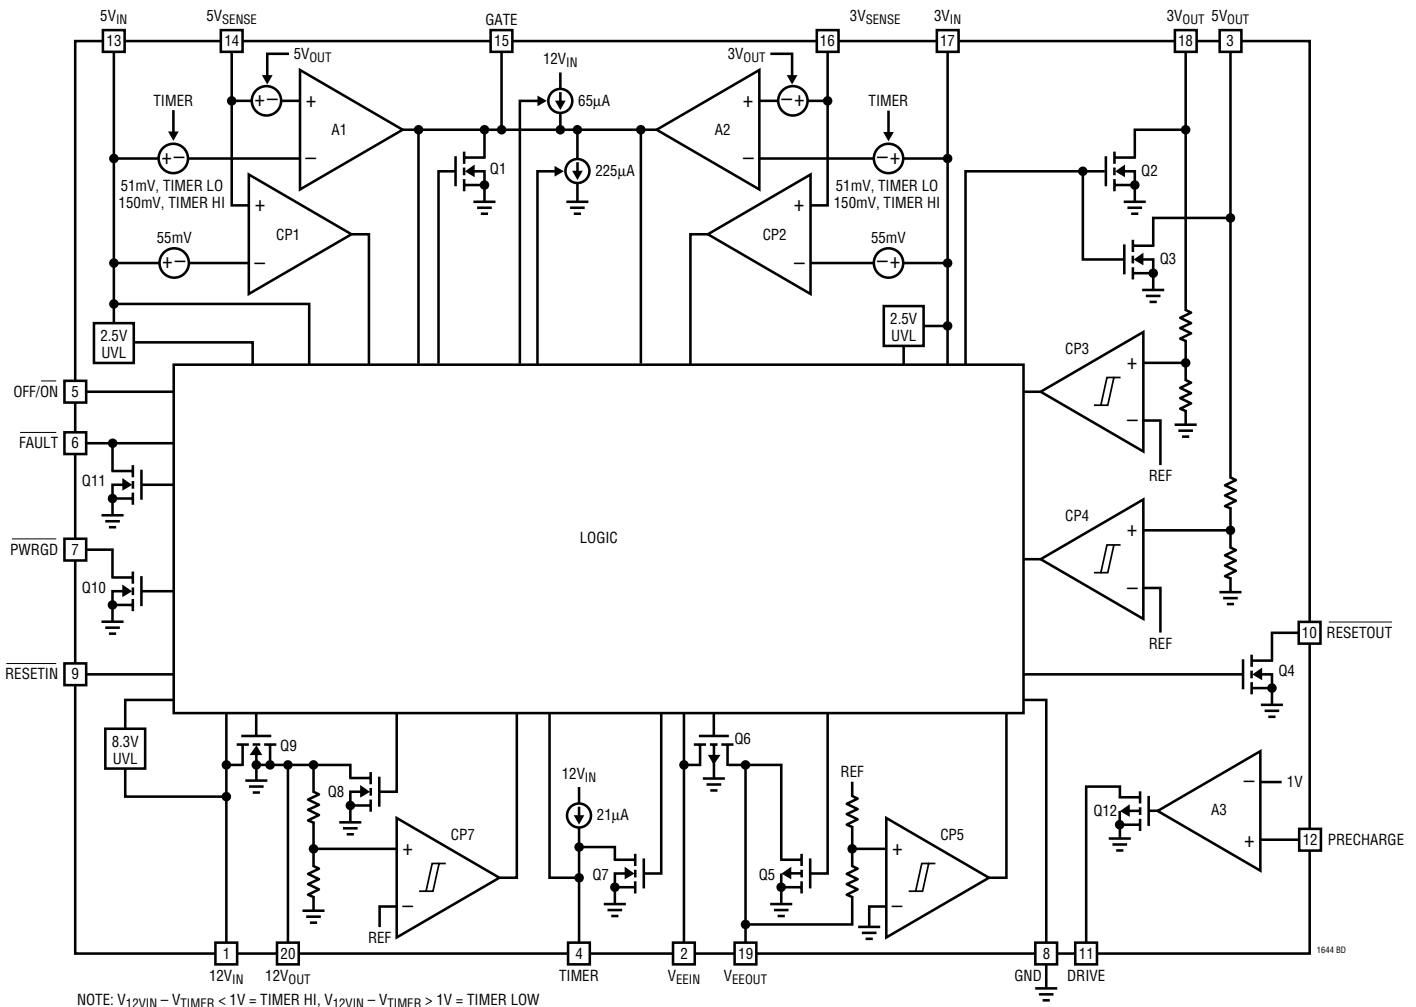 5VIN 5VSENSE GATE 3VSENSE 3VIN 3VOUT 5VOUT
13 14 15 16 17 18 3
5VOUT 12VIN 3VOUT
TIMER 65µA TIMER
+ − + A1 A2 + − +
+ − − Q1 225µA − − + Q2
51mV, TIMER LO
150mV, TIMER HI
51mV, TIMER LO
150mV, TIMER HI
+ CP1 CP2 +
55mV 55mV
+ − − − − + Q3
2.5V
UVL
2.5V
UVL
CP3
+
−
REF
OFF/ON 5
FAULT 6
Q11
CP4
+
−
REF
PWRGD 7
Q10
LOGIC
10 RESETOUT
RESETIN 9
Q4
8.3V
UVL
Q9 Q6
12VIN REF
Q8 21µA
CP7 CP5
+ Q7 Q5 +
− −
REF
− 1V
Q12 A3
+ 12 PRECHARGE
1 20 4 2 19 8 11
12VIN 12VOUT TIMER VEEIN VEEOUT GND DRIVE
1644 BD
NOTE: V12VIN – VTIMER < 1V = TIMER HI, V12VIN – VTIMER > 1V = TIMER LOW